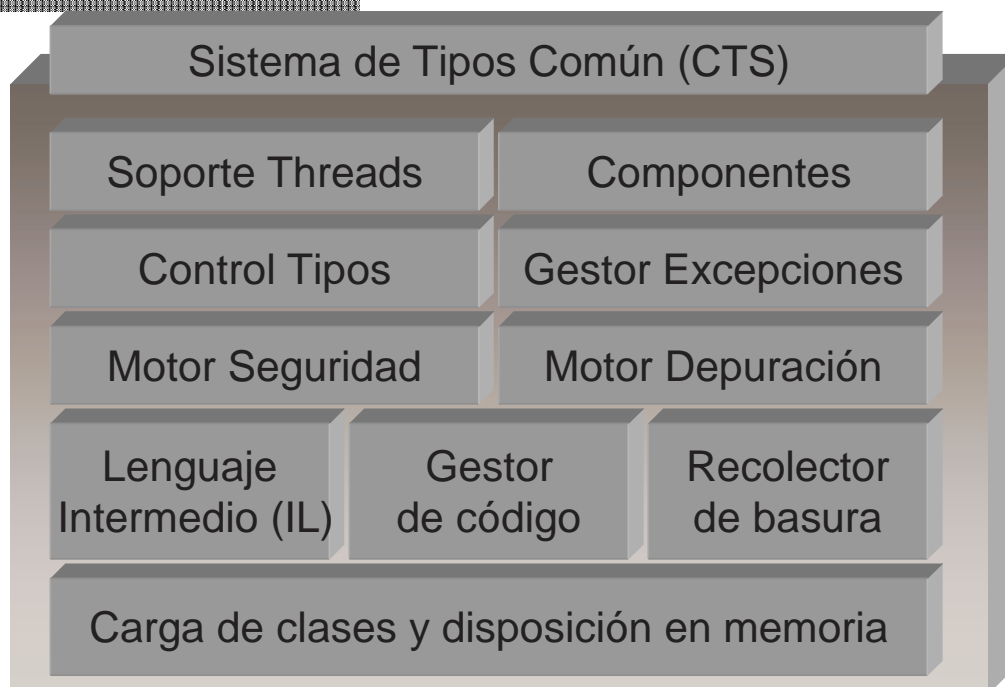 Sistema de Tipos Común (CTS)
Soporte Threads
Componentes
Control Tipos
Gestor Excepciones
Motor Seguridad
Motor Depuración
Lenguaje
Intermedio (IL)
Gestor
de código
Recolector
de basura
Carga de clases y disposición en memoria